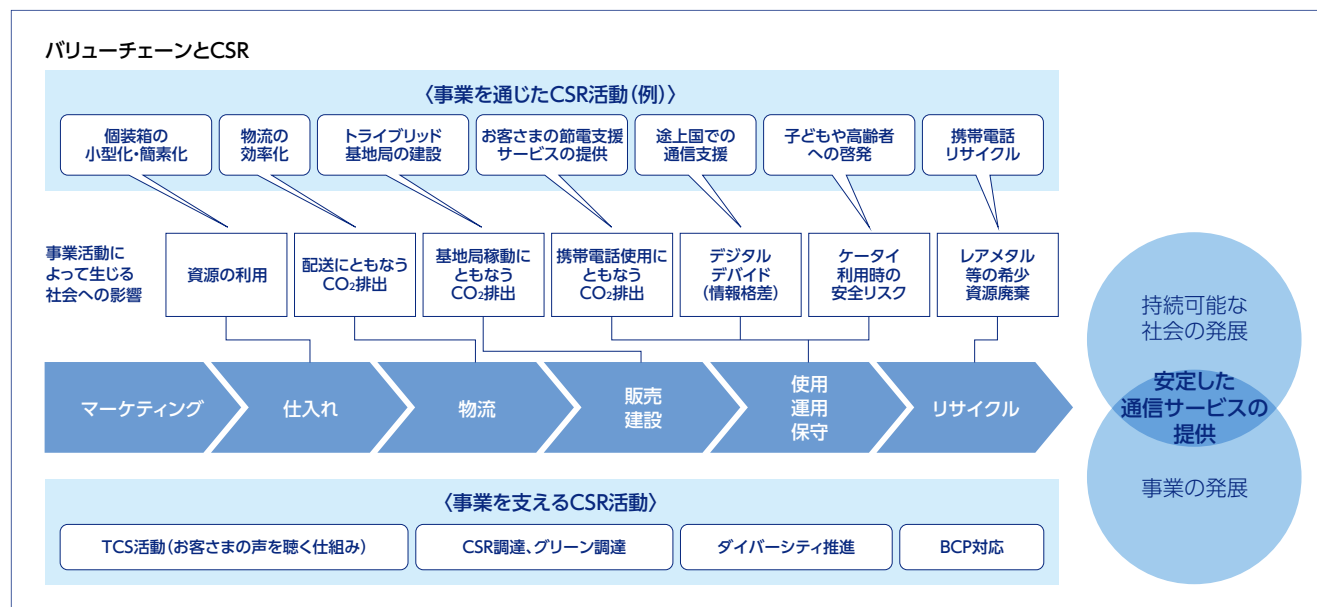 バリューチェーンとCSR
〈事業を通じたCSR活動(例)〉
個装箱の
小型化・簡素化
物流の
効率化
トライブリッド
基地局の建設
お客さまの節電支援
サービスの提供
途上国での
通信支援
子どもや高齢者
への啓発
携帯電話
リサイクル
事業活動に
よって生じる
社会への影響
資源の利用
配送にともなう
CO₂排出
基地局稼動に
ともなう
CO₂排出
携帯電話使用に
ともなう
CO₂排出
デジタル
デバイド
(情報格差)
ケータイ
利用時の
安全リスク
レアメタル
等の希少
資源廃棄
マーケティング
仕入れ
物流
販売
建設
使用
運用
保守
リサイクル
持続可能な
社会の発展
安定した
通信サービスの
提供
事業の発展
〈事業を支えるCSR活動〉
TCS活動(お客さまの声を聴く仕組み)
CSR調達、グリーン調達
ダイバーシティ推進
BCP対応